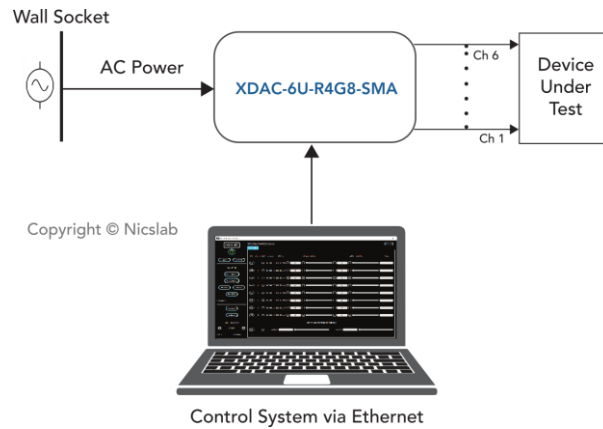 Wall Socket
AC Power
XDAC-6U-R4G8-SMA
Ch 6
Ch 1
Device
Under
Test
Copyright © Nicslab
Control System via Ethernet